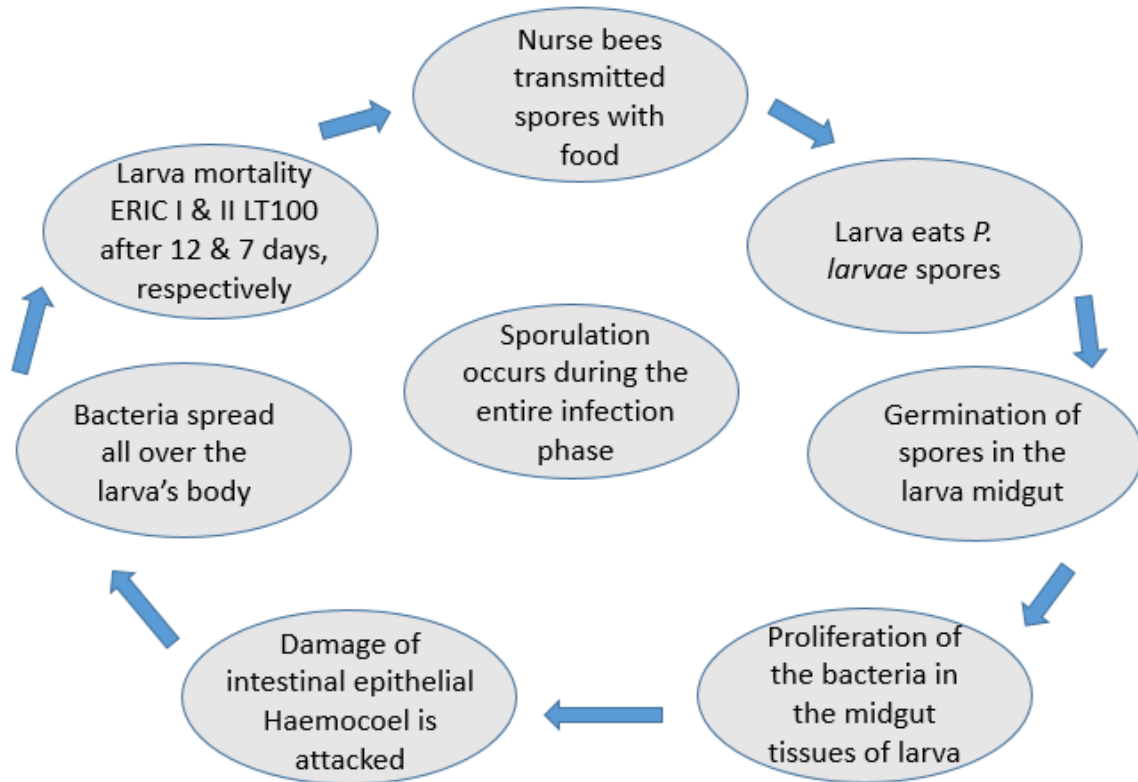 Nurse bees
transmitted
spores with
food
Larva eats P.
larvae spores
Germination of
spores in the
larva midgut
Proliferation of
the bacteria in
the midgut
tissues of larva
Damage of
intestinal epithelial
Haemocoel is
attacked
Bacteria spread
all over the
larva’s body
Larva mortality
ERIC I & II LT100
after 12 & 7 days,
respectively
Sporulation
occurs during the
entire infection
phase